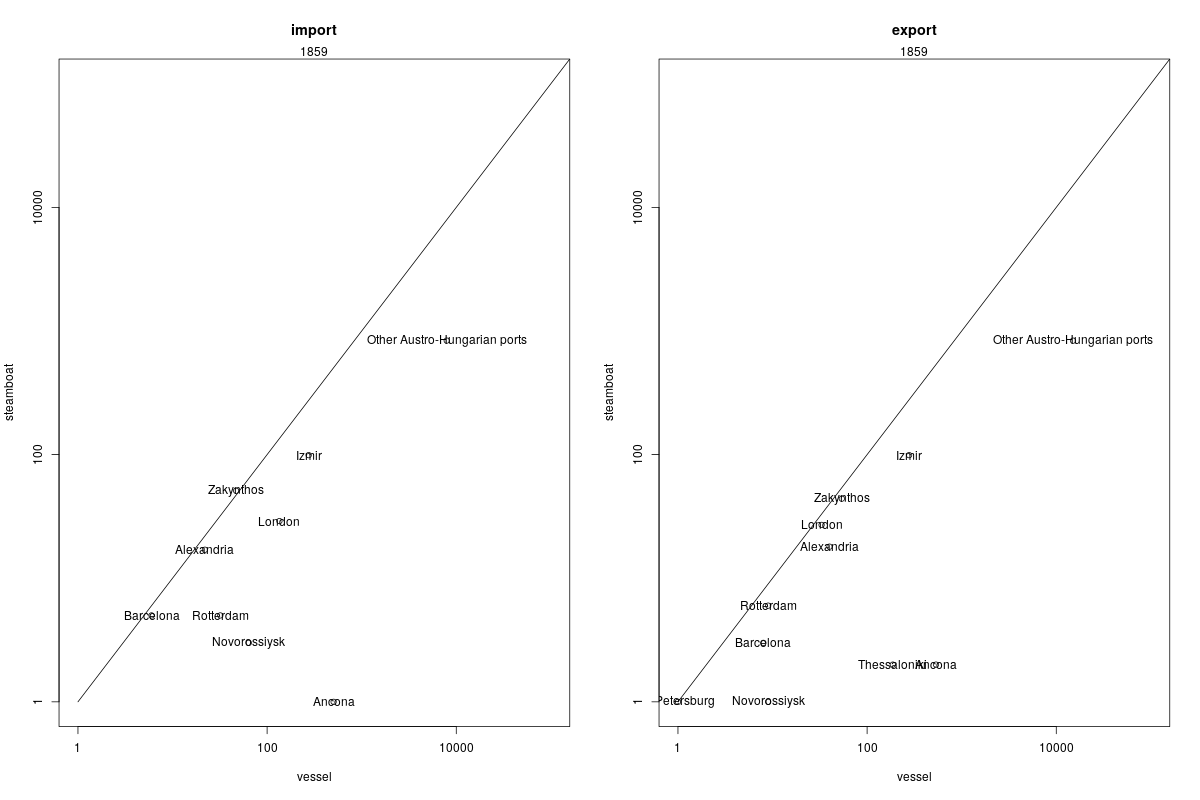 import
1859
10000
100
1
steamboat
Other Austro-Hungarian ports
Izmir
Zakynthos
London
Alexandria
Barcelona Rotterdam
Novorossiysk
Ancona
1 100 10000
vessel
export
1859
10000
100
1
steamboat
Other Austro-Hungarian ports
Izmir
Zakynthos
London
Alexandria
Rotterdam
Barcelona
Thessaloniki Ancona
Petersburg Novorossiysk
1 100 10000
vessel